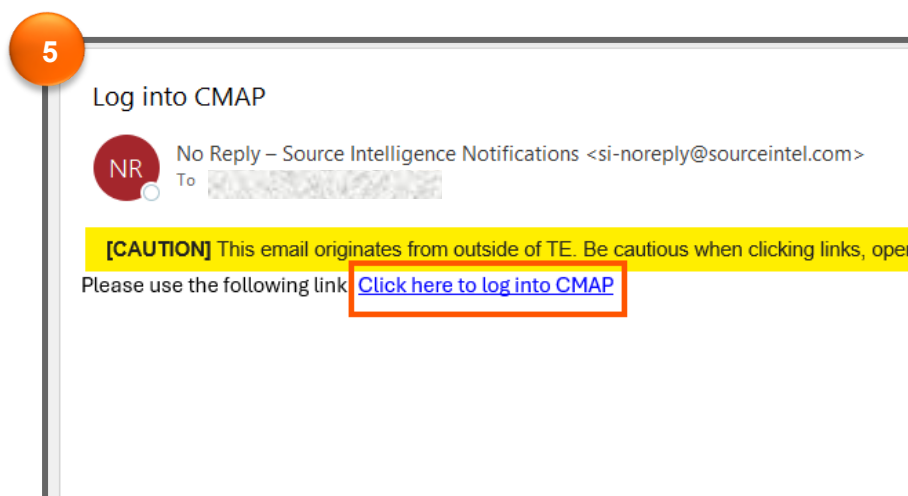 5
Log into CMAP
NR
No Reply – Source Intelligence Notifications <si-noreply@sourceintel.com>
To
[CAUTION] This email originates from outside of TE. Be cautious when clicking links, oper
Please use the following link Click here to log into CMAP